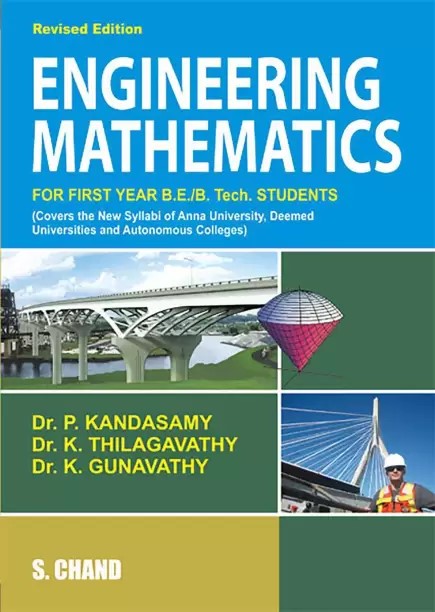 Revised Edition
ENGINEERING
MATHEMATICS
FOR FIRST YEAR B.E./B. Tech. STUDENTS
(Covers the New Syllabi of Anna University, Deemed
Universities and Autonomous Colleges)
Dr. P. KANDASAMY
Dr. K. THILAGAVATHY
Dr. K. GUNAVATHY
S. CHAND